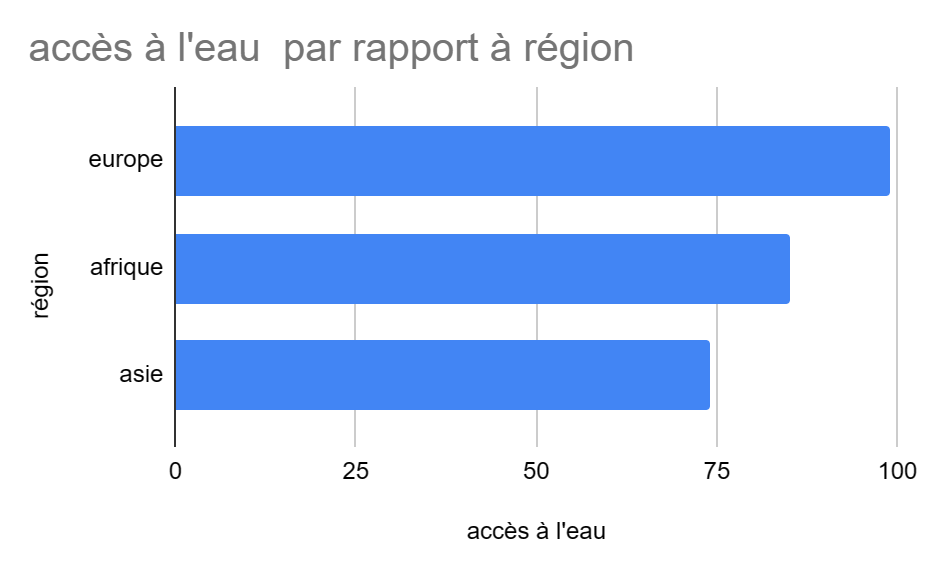 accès à l'eau  par rapport à région
europe
afrique
asie
région
0 25 50 75 100
accès à l'eau